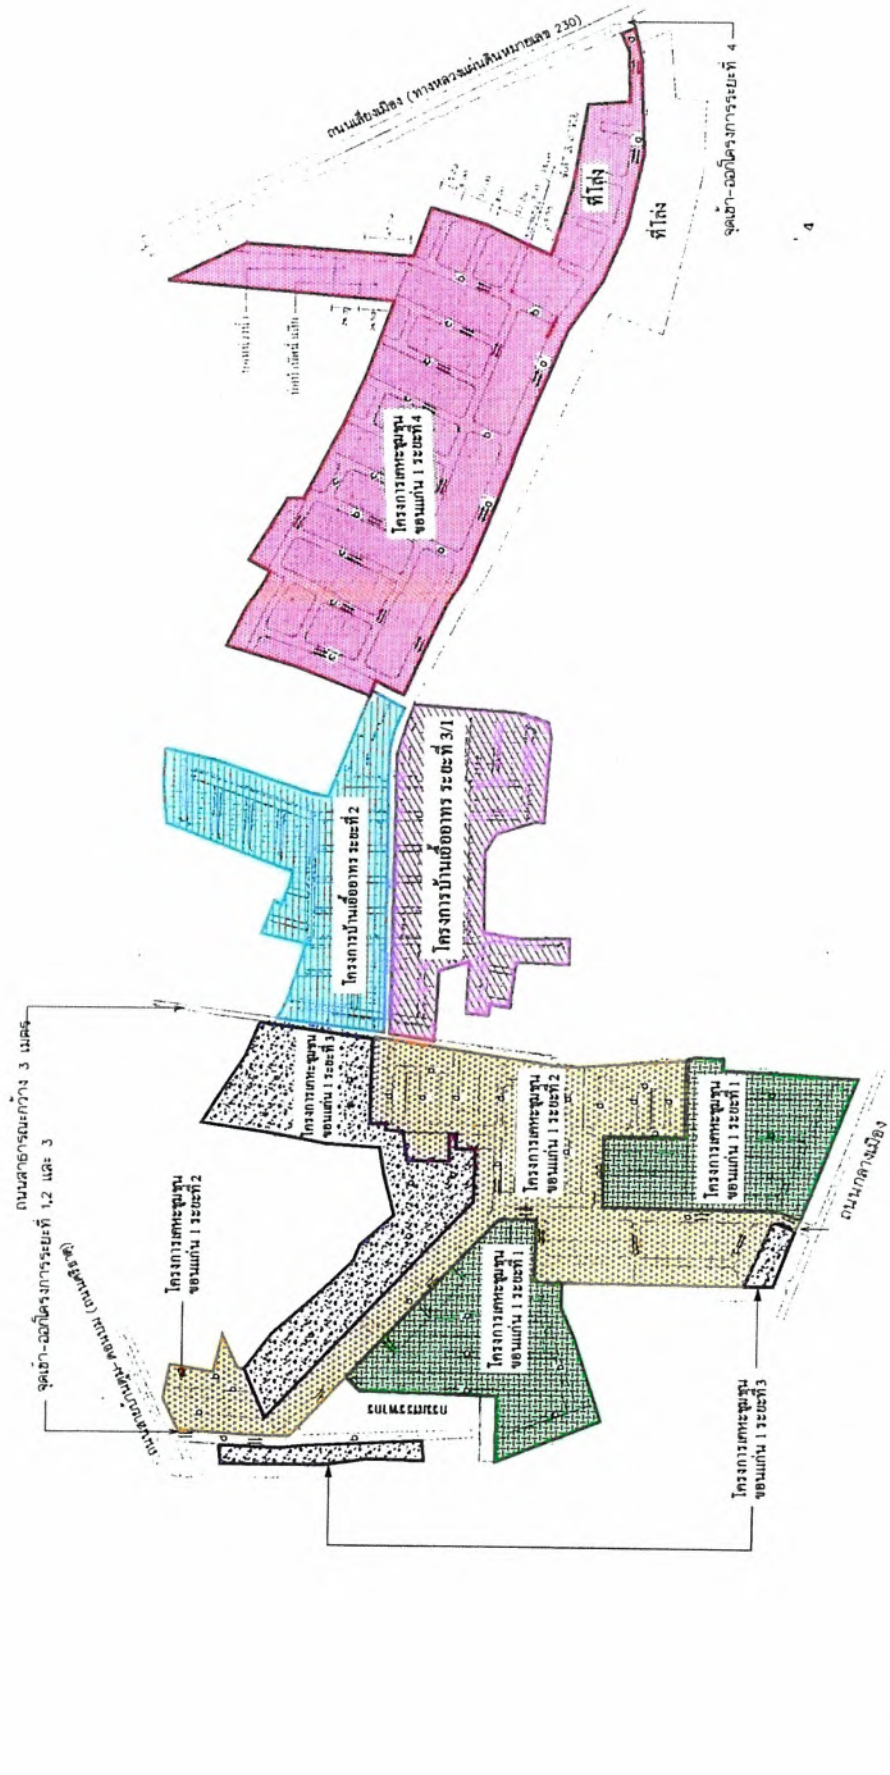 ถนนสาธารณะกว้าง 3 เมตร
จุดเข้า-ออกโครงการระยะที่ 1,2 และ 3
โครงการเคหะชุมชน
ขอนแก่น 1 ระยะที่ 2
โครงการเคหะชุมชน
ขอนแก่น 1 ระยะที่ 3
โครงการบ้านเอื้ออาทร ระยะที่ 2
โครงการบ้านเอื้ออาทร ระยะที่ 3/1
โครงการเคหะชุมชน
ขอนแก่น 1 ระยะที่ 4
ถนนเลี่ยงเมือง (ทางหลวงแผ่นดินหมายเลข 230)
ที่โล่ง
ที่โล่ง
จุดเข้า-ออกโครงการระยะที่ 4
4
โครงการเคหะชุมชน
ขอนแก่น 1 ระยะที่ 2
โครงการเคหะชุมชน
ขอนแก่น 1 ระยะที่ 1
โครงการเคหะชุมชน
ขอนแก่น 1 ระยะที่ 1
ถนนกลางเมือง
โครงการเคหะชุมชน
ขอนแก่น 1 ระยะที่ 3